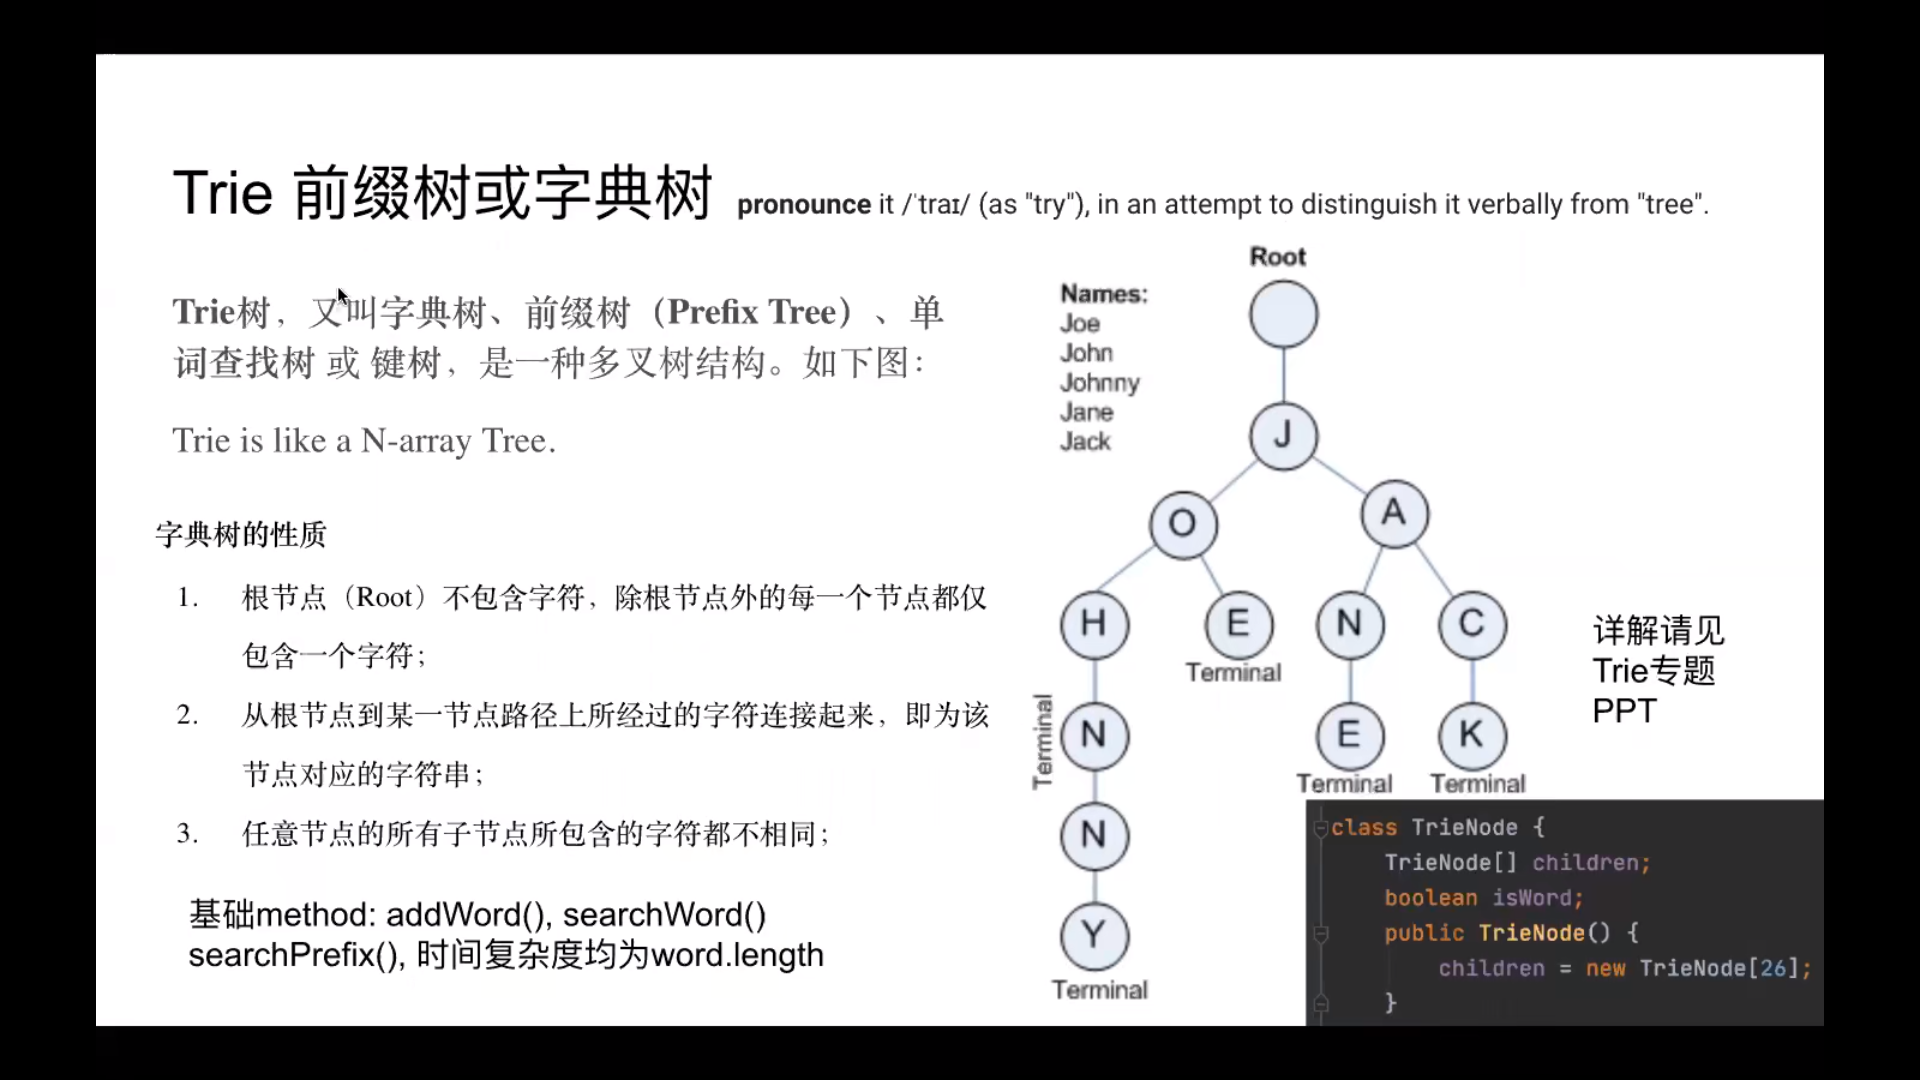 Trie 前缀树或字典树 pronounce it /ˈtraɪ/ (as "try"), in an attempt to distinguish it verbally from "tree".
Trie树，又叫字典树、前缀树（Prefix Tree）、单
词查找树 或 键树，是一种多叉树结构。如下图：
Trie is like a N-array Tree.
字典树的性质
1. 根节点（Root）不包含字符，除根节点外的每一个节点都仅
包含一个字符；
2. 从根节点到某一节点路径上所经过的字符连接起来，即为该
节点对应的字符串；
3. 任意节点的所有子节点所包含的字符都不相同；
基础method: addWord(), searchWord()
searchPrefix(), 时间复杂度均为word.length
Names:
Joe
John
Johnny
Jane
Jack
Root
J
O
A
H
E
N
C
Terminal
Terminal
N
E
K
Terminal
Terminal
N
Y
Terminal
详解请见
Trie专题
PPT
class TrieNode {
TrieNode[] children;
boolean isWord;
public TrieNode() {
children = new TrieNode[26];
}